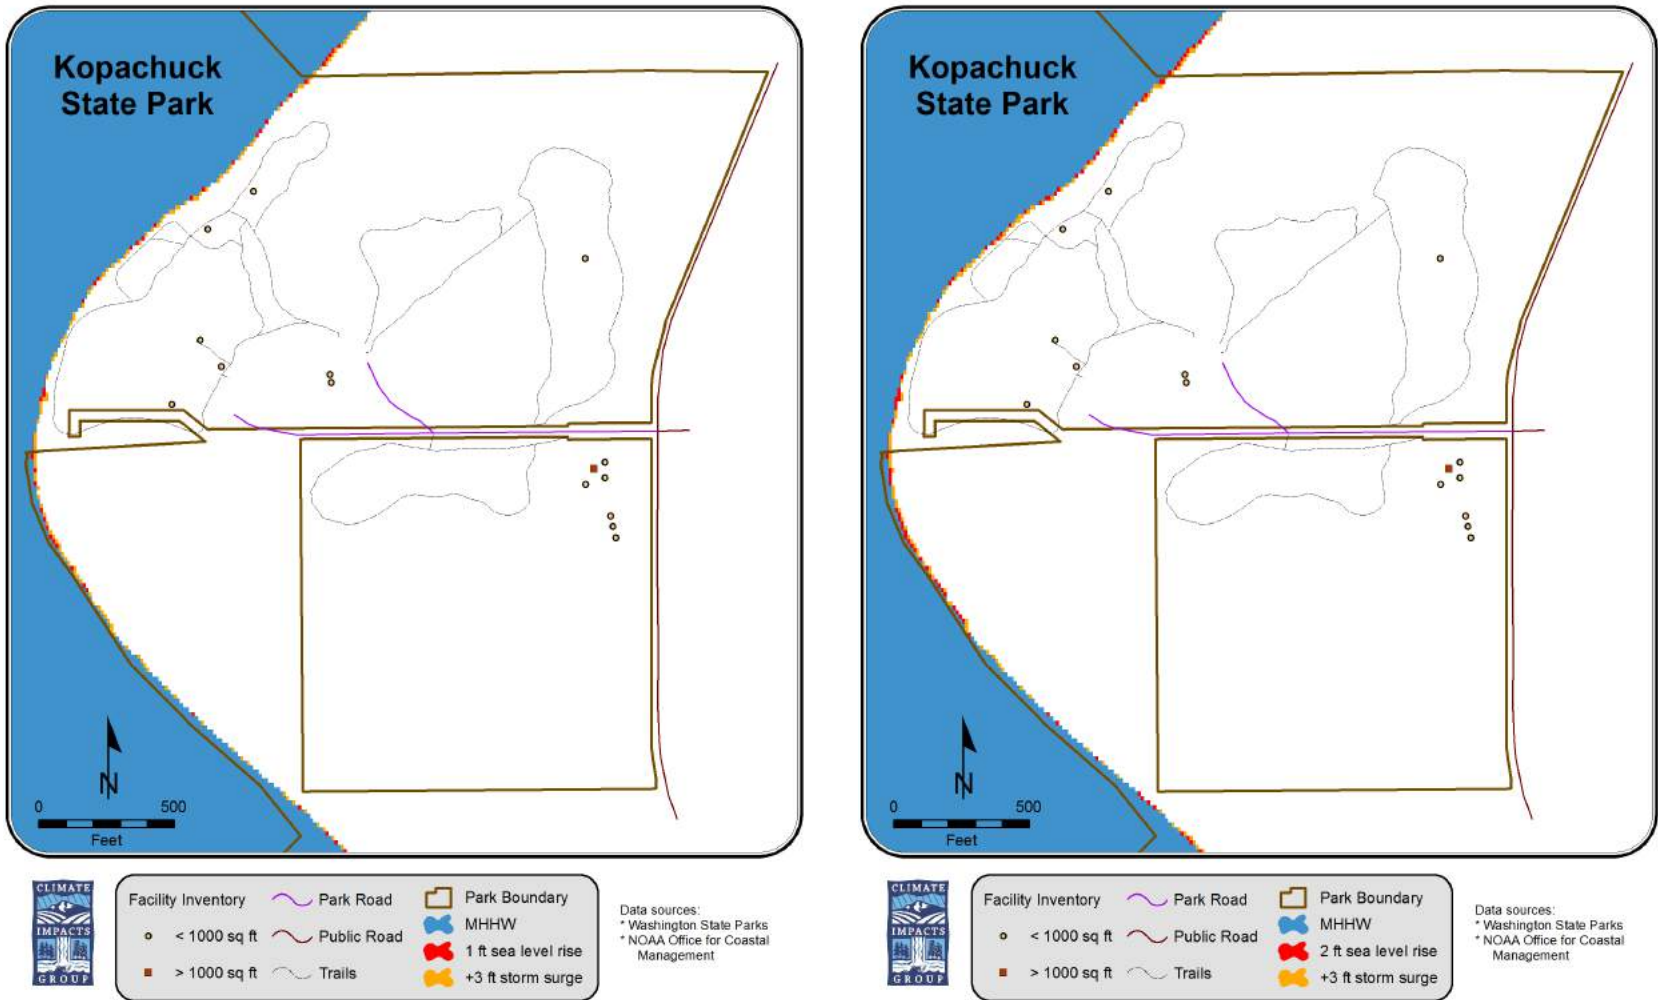 Kopachuck
State Park
N
0 500
Feet
CLIMATE
IMPACTS
GROUP
Facility Inventory
< 1000 sq ft
> 1000 sq ft
Park Road
Public Road
Trails
Park Boundary
MHHW
1 ft sea level rise
+3 ft storm surge
Data sources:
* Washington State Parks
* NOAA Office for Coastal
Management
Kopachuck
State Park
N
0 500
Feet
CLIMATE
IMPACTS
GROUP
Facility Inventory
< 1000 sq ft
> 1000 sq ft
Park Road
Public Road
Trails
Park Boundary
MHHW
2 ft sea level rise
+3 ft storm surge
Data sources:
* Washington State Parks
* NOAA Office for Coastal
Management